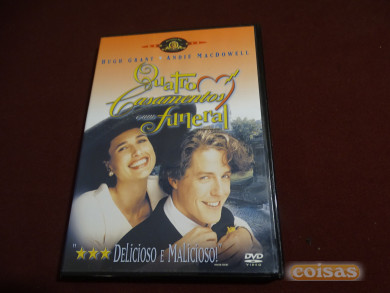 HUGH GRANT • ANDIE MACDOWELL
Quatro
Casamentos
e um
funeral
"★★★ DELICIOSO E MALICIOSO!"
DVD
VIDEO
coisas